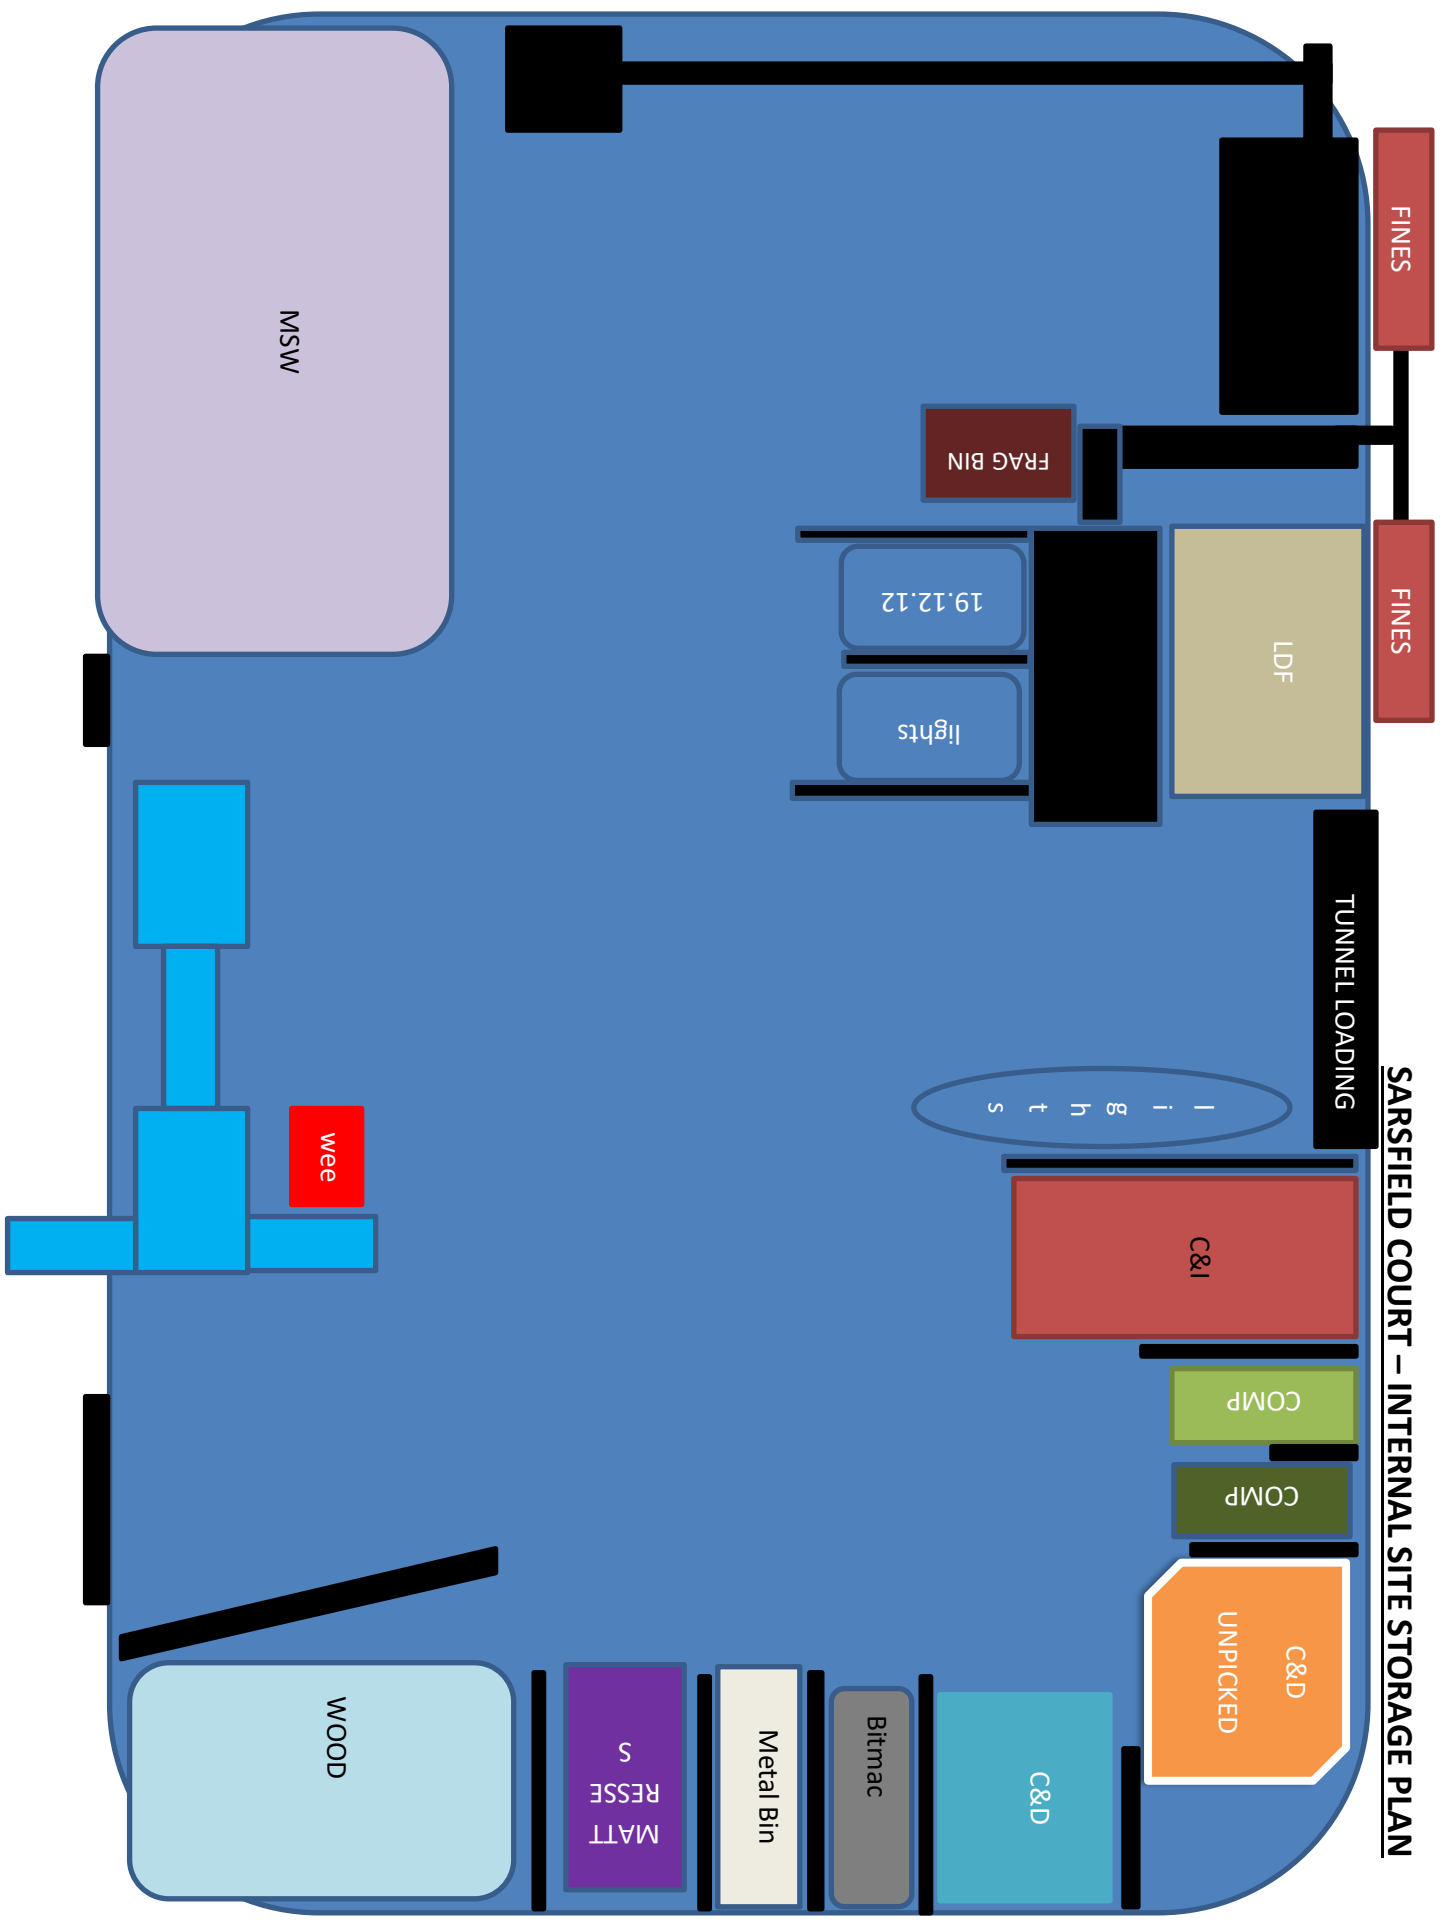 SARSFIELD COURT – INTERNAL SITE STORAGE PLAN
FINES
FINES
TUNNEL LOADING
LDF
FRAG BIN
19.12.12
lights
lights
C&I
COMP
COMP
C&D
UNPICKED
C&D
Bitmac
Metal Bin
MATT
RESSE
S
WOOD
wee
MSW